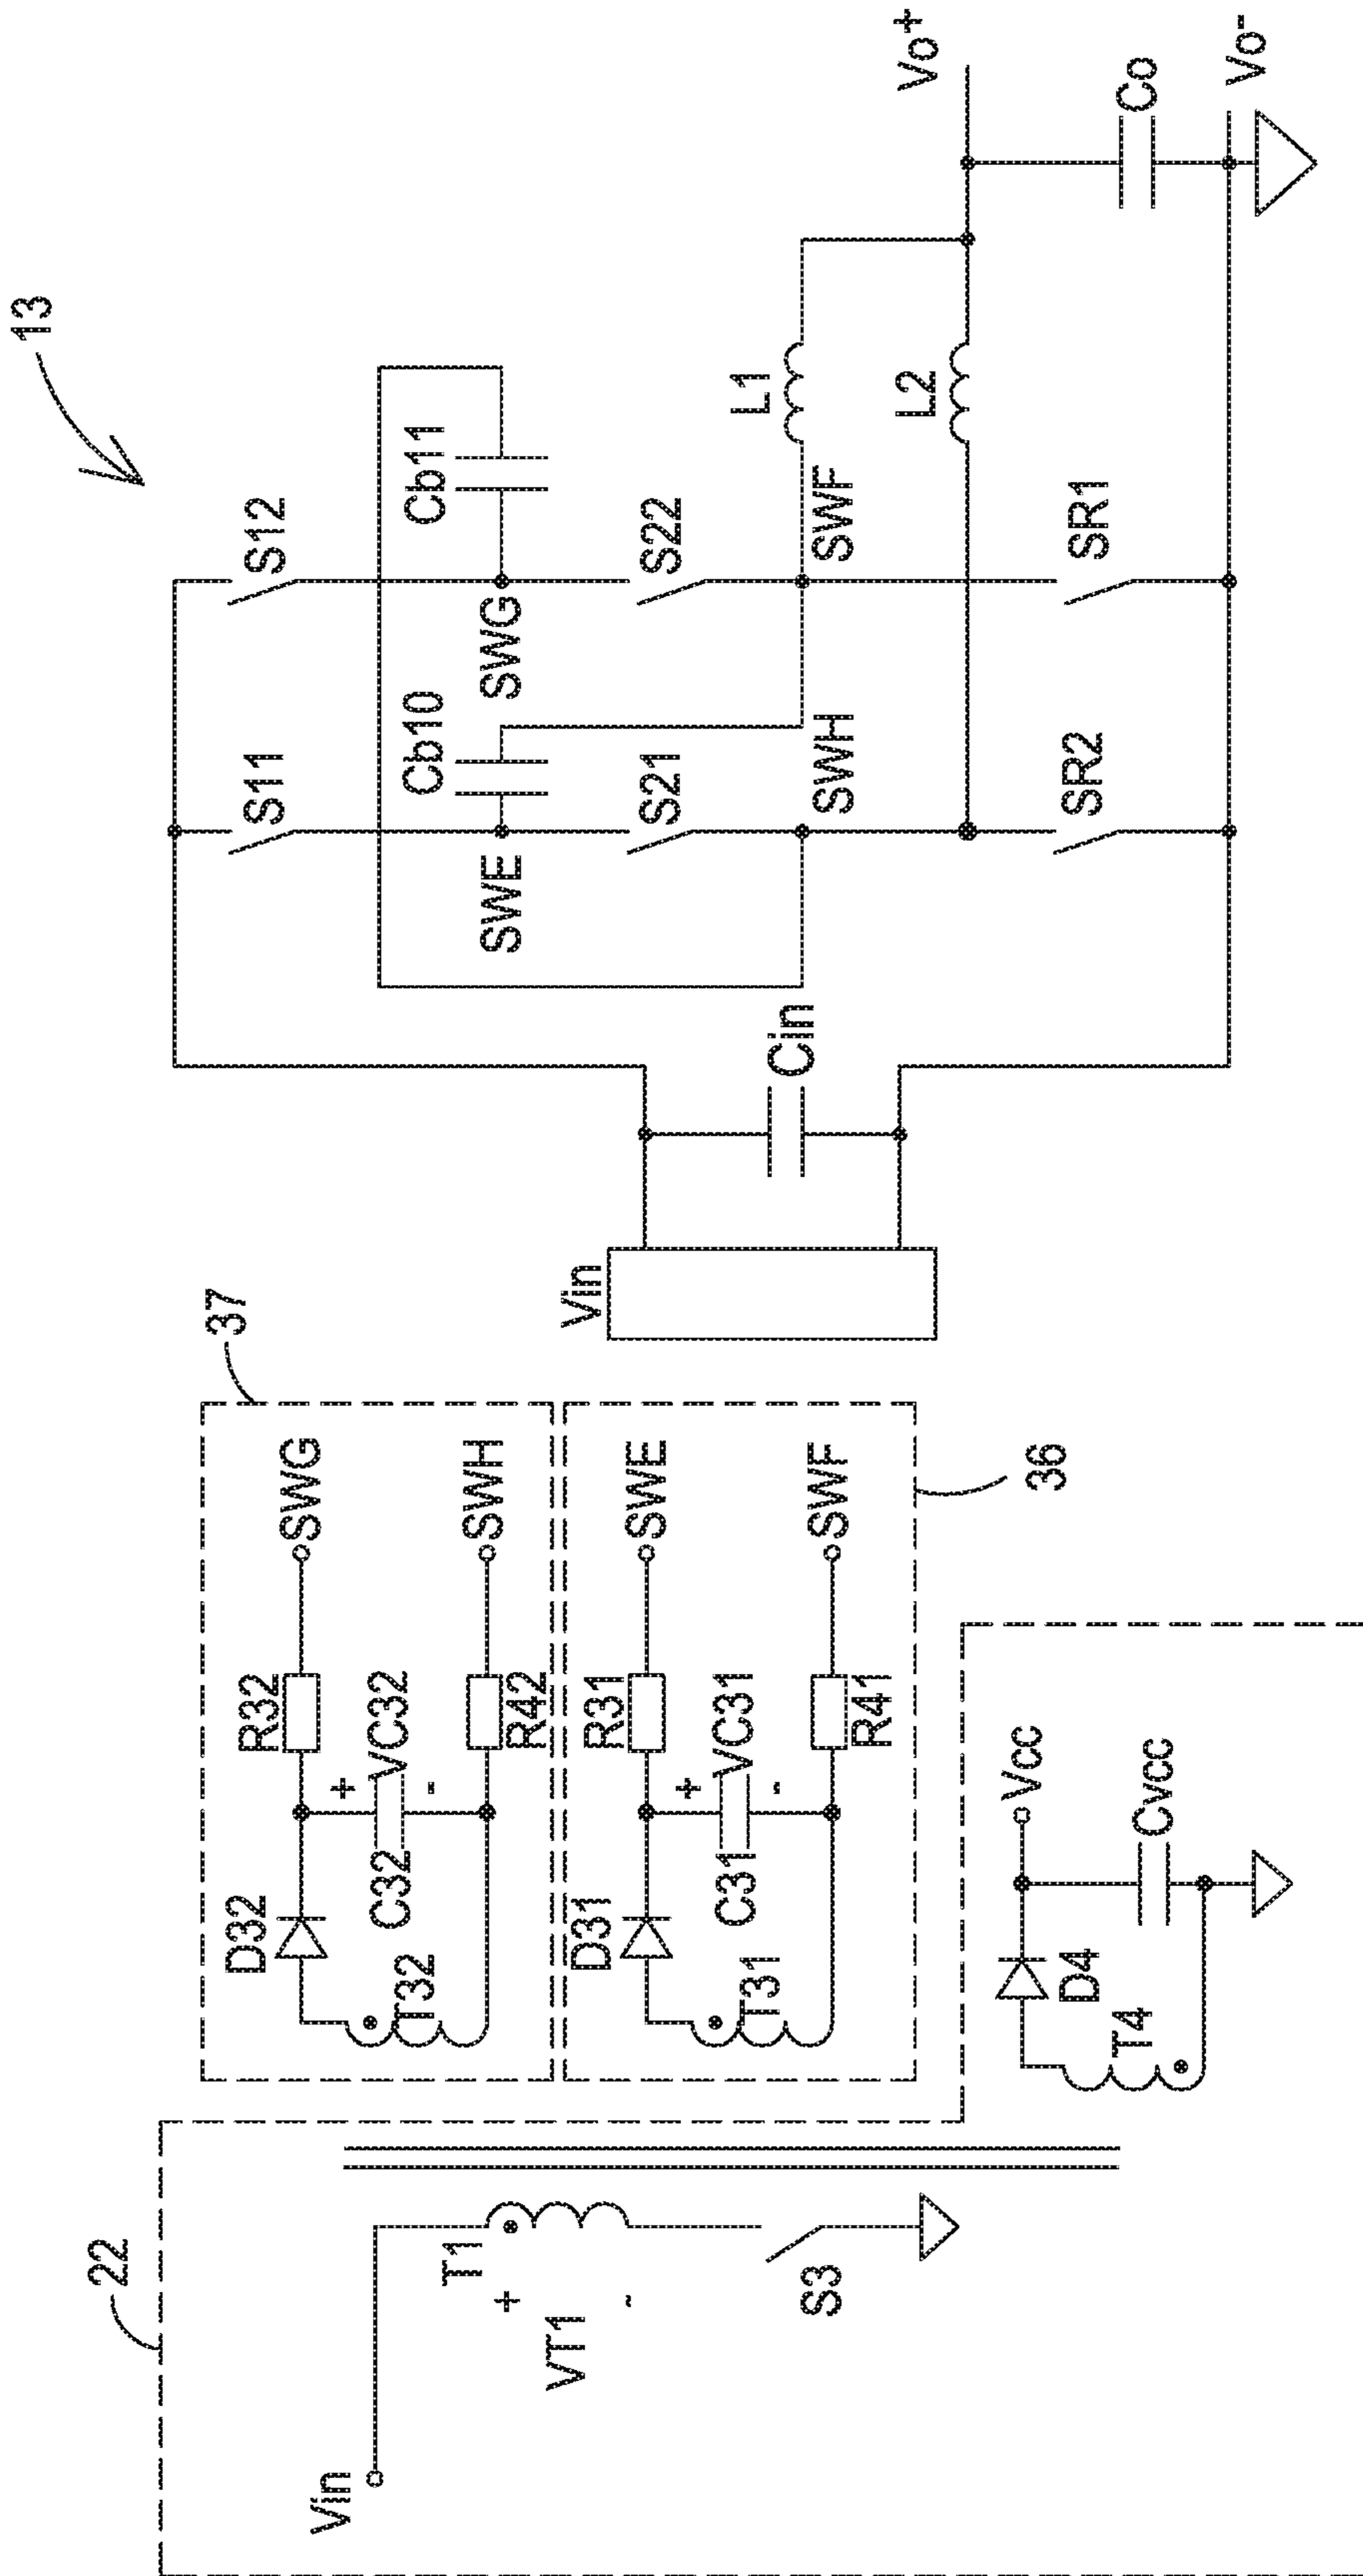 13
S11
S12
Cb10
Cb11
SWE
SWG
S21
S22
SWH
SWF
L1
L2
Vo+
SR2
SR1
Co
Vo-
Vin
Cin
37
D32
R32
SWG
T32
C32
+
VC32
-
R42
SWH
D31
R31
SWE
T31
C31
+
VC31
-
R41
SWF
36
22
Vin
T1
+
VT1
-
S3
T4
D4
Vcc
Cvcc